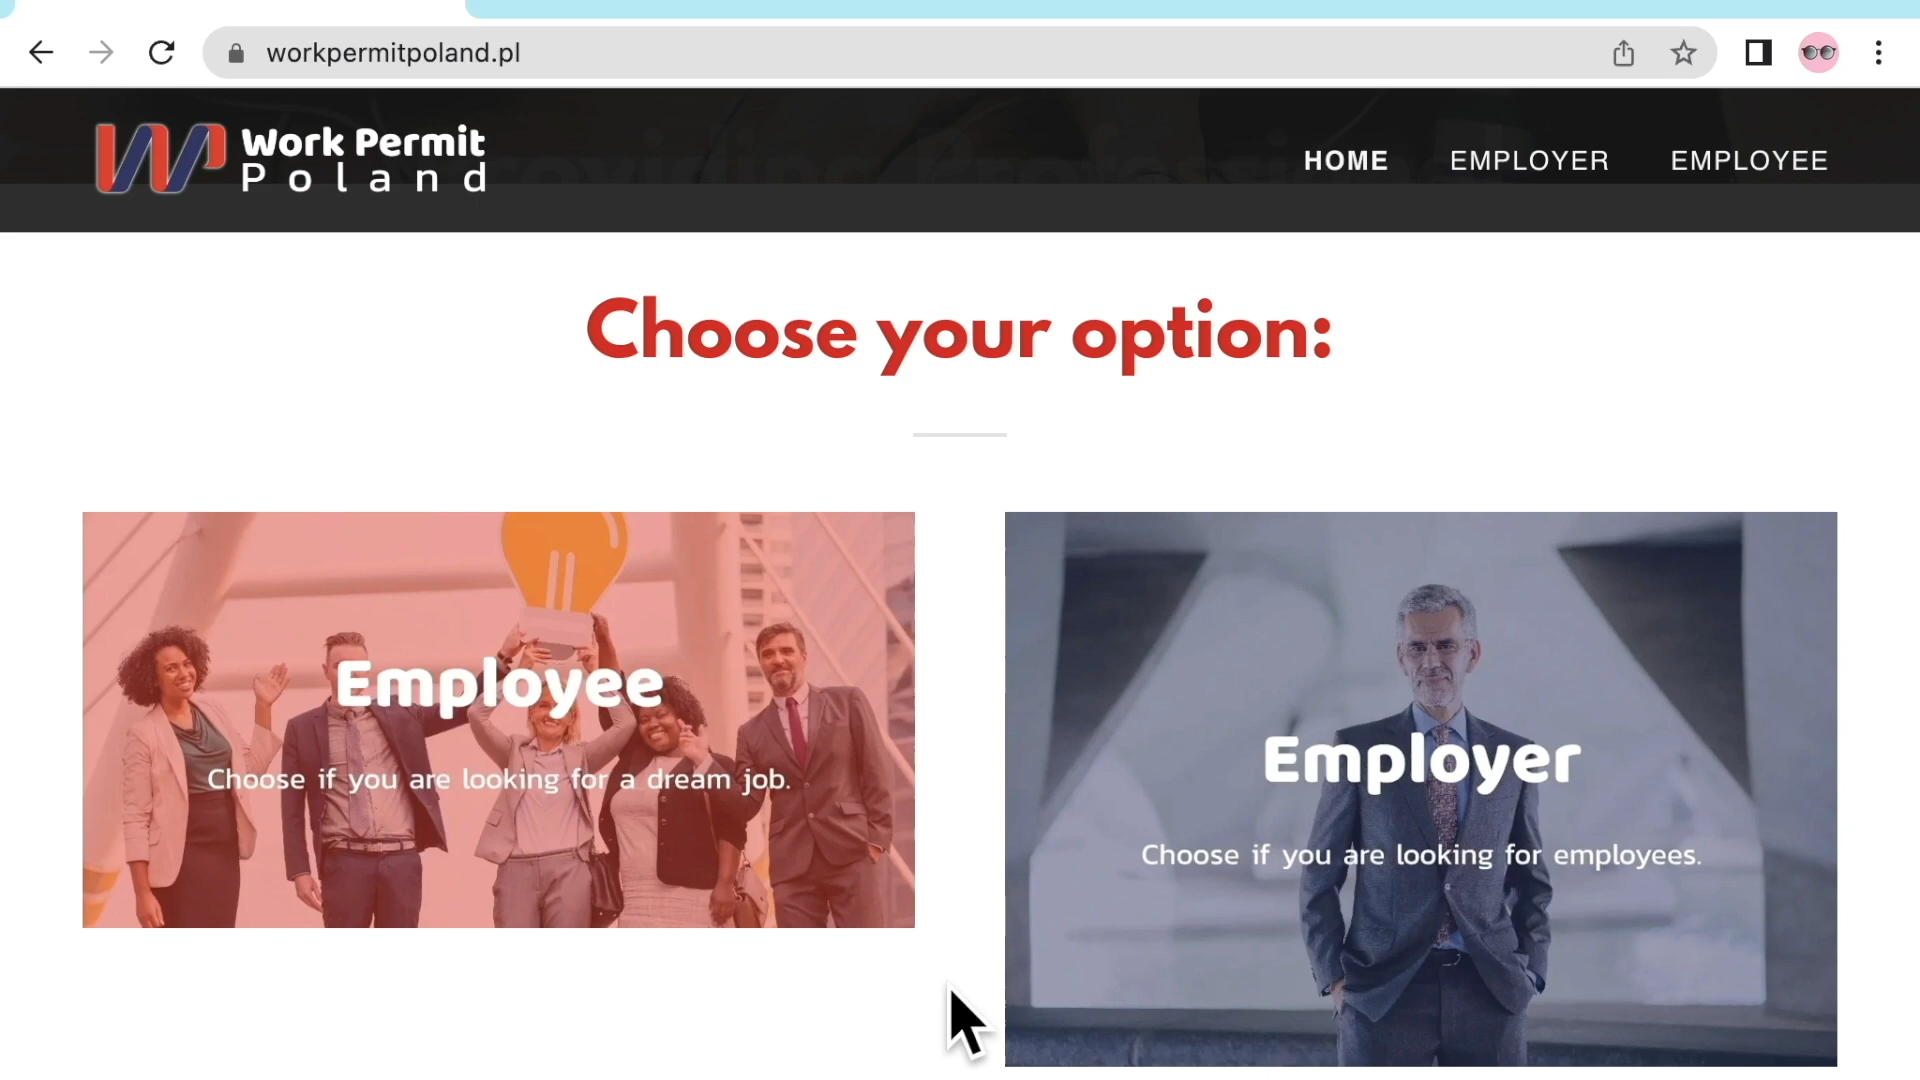 workpermitpoland.pl
Work Permit
Poland
HOME EMPLOYER EMPLOYEE
Choose your option:
Employee
Choose if you are looking for a dream job.
Employer
Choose if you are looking for employees.